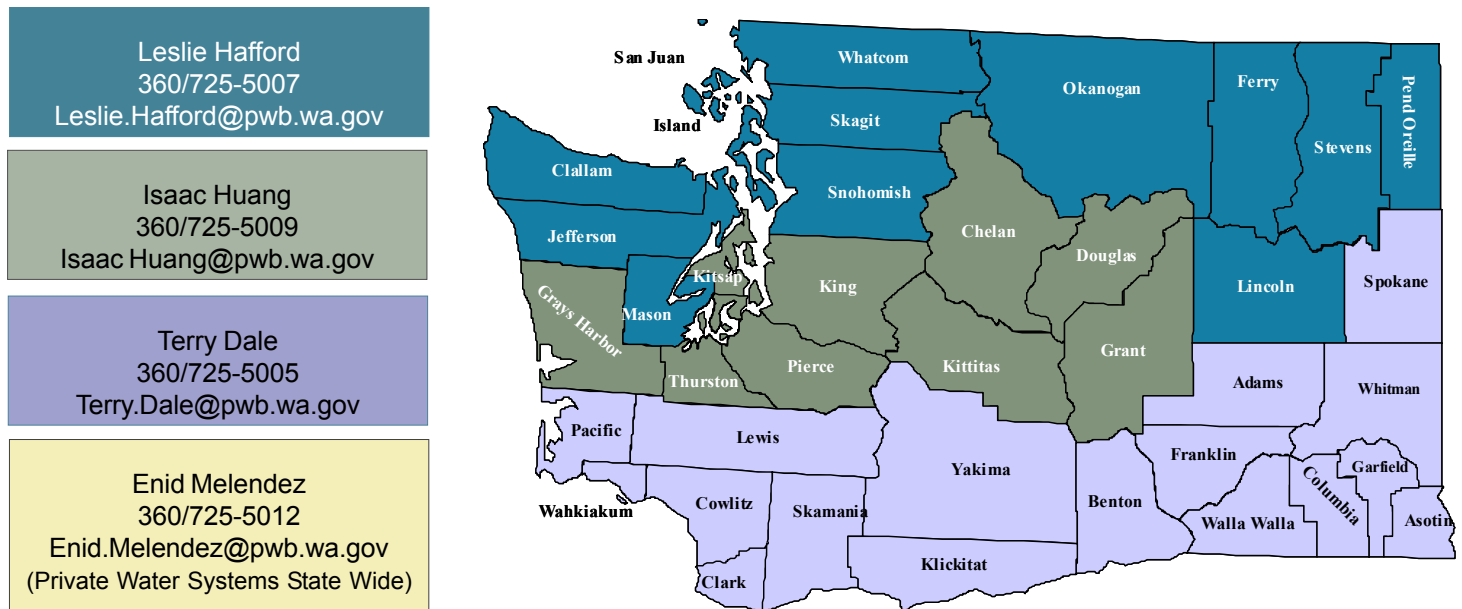 Leslie Hafford
360/725-5007
Leslie.Hafford@pwb.wa.gov
Isaac Huang
360/725-5009
Isaac Huang@pwb.wa.gov
Terry Dale
360/725-5005
Terry.Dale@pwb.wa.gov
Enid Melendez
360/725-5012
Enid.Melendez@pwb.wa.gov
(Private Water Systems State Wide)
San Juan
Whatcom
Okanogan
Ferry
Pend Oreille
Island
Skagit
Stevens
Clallam
Snohomish
Jefferson
Chelan
Douglas
Kitsap
King
Lincoln
Spokane
Grays Harbor
Mason
Grant
Thurston
Pierce
Kittitas
Adams
Whitman
Pacific
Lewis
Yakima
Franklin
Garfield
Wahkiakum
Cowlitz
Skamania
Benton
Walla Walla
Columbia
Asotin
Clark
Klickitat